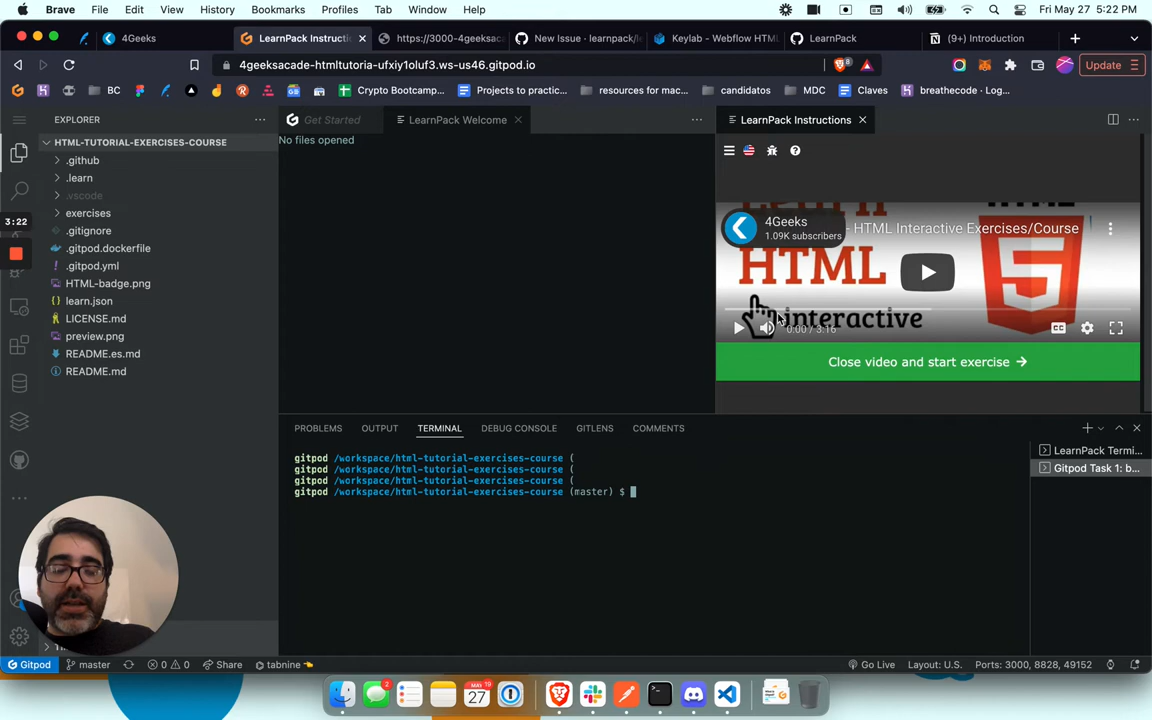 Brave File Edit View History Bookmarks Profiles Tab Window Help Fri May 27 5:22 PM
4Geeks
LearnPack Instructi
https://3000-4geeksac
New Issue · learnpack/l
Keylab - Webflow HTM
LearnPack
(9+) Introduction
4geeksacade-htmltutoria-ufxiy1oluf3.ws-us46.gitpod.io
8
Update
BC
Crypto Bootcamp...
Projects to practic...
resources for mac...
candidatos
MDC
Claves
breathecode · Log...
EXPLORER
HTML-TUTORIAL-EXERCISES-COURSE
.github
.learn
.vscode
exercises
.gitignore
.gitpod.dockerfile
.gitpod.yml
HTML-badge.png
learn.json
LICENSE.md
preview.png
README.es.md
README.md
3:22
Get Started
LearnPack Welcome
No files opened
LearnPack Instructions
4Geeks
1.09K subscribers
- HTML Interactive Exercises/Course
HTML
interactive
5
0:00 / 3:16
CC
Close video and start exercise →
PROBLEMS OUTPUT TERMINAL DEBUG CONSOLE GITLENS COMMENTS
gitpod /workspace/html-tutorial-exercises-course (
gitpod /workspace/html-tutorial-exercises-course (
gitpod /workspace/html-tutorial-exercises-course (
gitpod /workspace/html-tutorial-exercises-course (master) $
LearnPack Termi...
Gitpod Task 1: b...
Gitpod
master
0 0
Share
tabnine
Go Live
Layout: U.S.
Ports: 3000, 8828, 49152
2
MAY
27
19